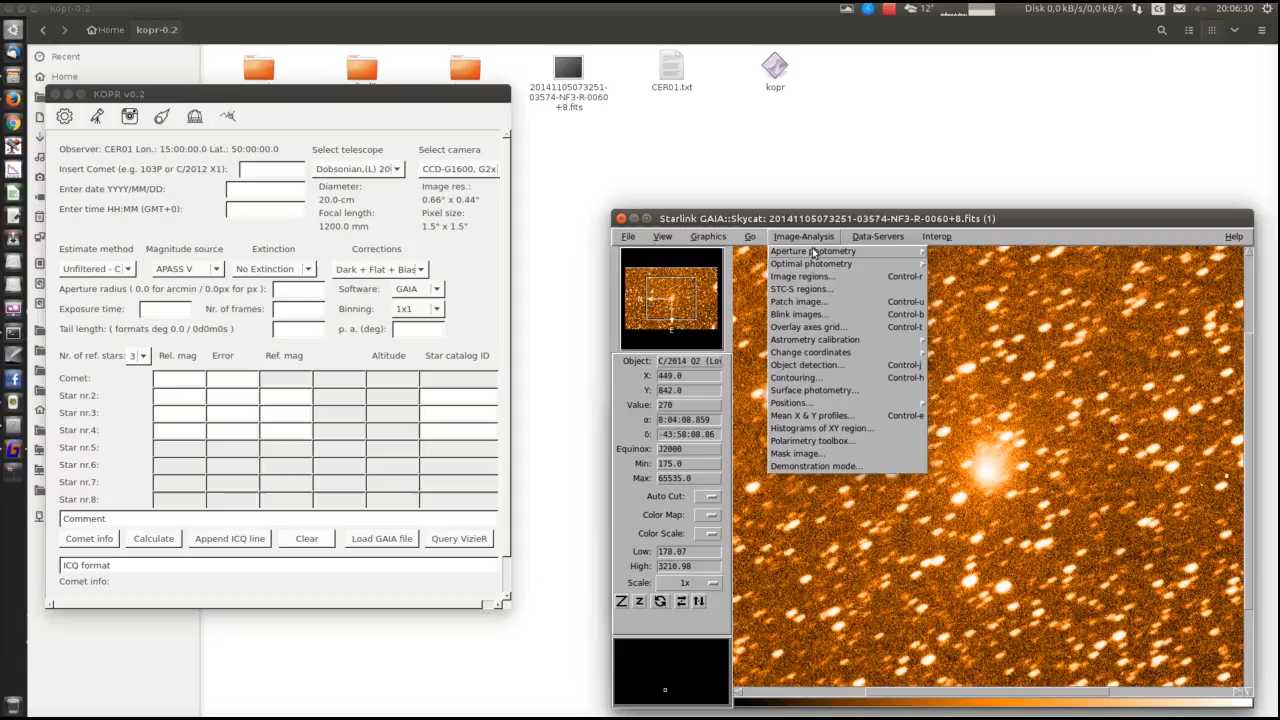 kopr-0.2
12°
Disk 0,0 kB/s/0,0 kB/s
Cs
20:06:30
Home
kopr-0.2
Recent
Home
20141105073251-
03574-NF3-R-0060
+8.fits
CER01.txt
kopr
KOPR v0.2
Observer: CER01 Lon.: 15:00:00.0 Lat.: 50:00:00.0
Select telescope
Select camera
Insert Comet (e.g. 103P or C/2012 X1):
Dobsonian,(L) 20
CCD-G1600, G2x
Enter date YYYY/MM/DD:
Diameter:
20.0-cm
Image res.:
0.66° x 0.44°
Enter time HH:MM (GMT+0):
Focal length:
1200.0 mm
Pixel size:
1.5" x 1.5"
Estimate method
Magnitude source
Extinction
Corrections
Unfiltered - C
APASS V
No Extinction
Dark + Flat + Bias
Aperture radius ( 0.0 for arcmin / 0.0px for px ):
Software:
GAIA
Exposure time:
Nr. of frames:
Binning:
1x1
Tail length: ( formats deg 0.0 / 0d0m0s )
p. a. (deg):
Nr. of ref. stars:
3
Rel. mag
Error
Ref. mag
Altitude
Star catalog ID
Comet:
Star nr.2:
Star nr.3:
Star nr.4:
Star nr.5:
Star nr.6:
Star nr.7:
Star nr.8:
Comment
Comet info
Calculate
Append ICQ line
Clear
Load GAIA file
Query VizieR
ICQ format
Comet info:
Starlink GAIA::Skycat: 20141105073251-03574-NF3-R-0060+8.fits (1)
File
View
Graphics
Go
Image-Analysis
Data-Servers
Interop
Help
Aperture photometry
Optimal photometry
Image regions... Control-r
STC-S regions...
Patch image... Control-u
Blink images... Control-b
Overlay axes grid... Control-t
Astrometry calibration
Change coordinates
Object detection... Control-j
Contouring... Control-h
Surface photometry...
Positions...
Mean X & Y profiles... Control-e
Histograms of XY region...
Polarimetry toolbox...
Mask image...
Demonstration mode...
N
E
Object: C/2014 Q2 (Lov
X: 449.0
Y: 842.0
Value: 270
α: 8:04:08.859
δ: -43:58:08.86
Equinox: J2000
Min: 175.0
Max: 65535.0
Auto Cut:
Color Map:
Color Scale:
Low: 178.07
High: 3210.98
Scale: 1x
Z
z